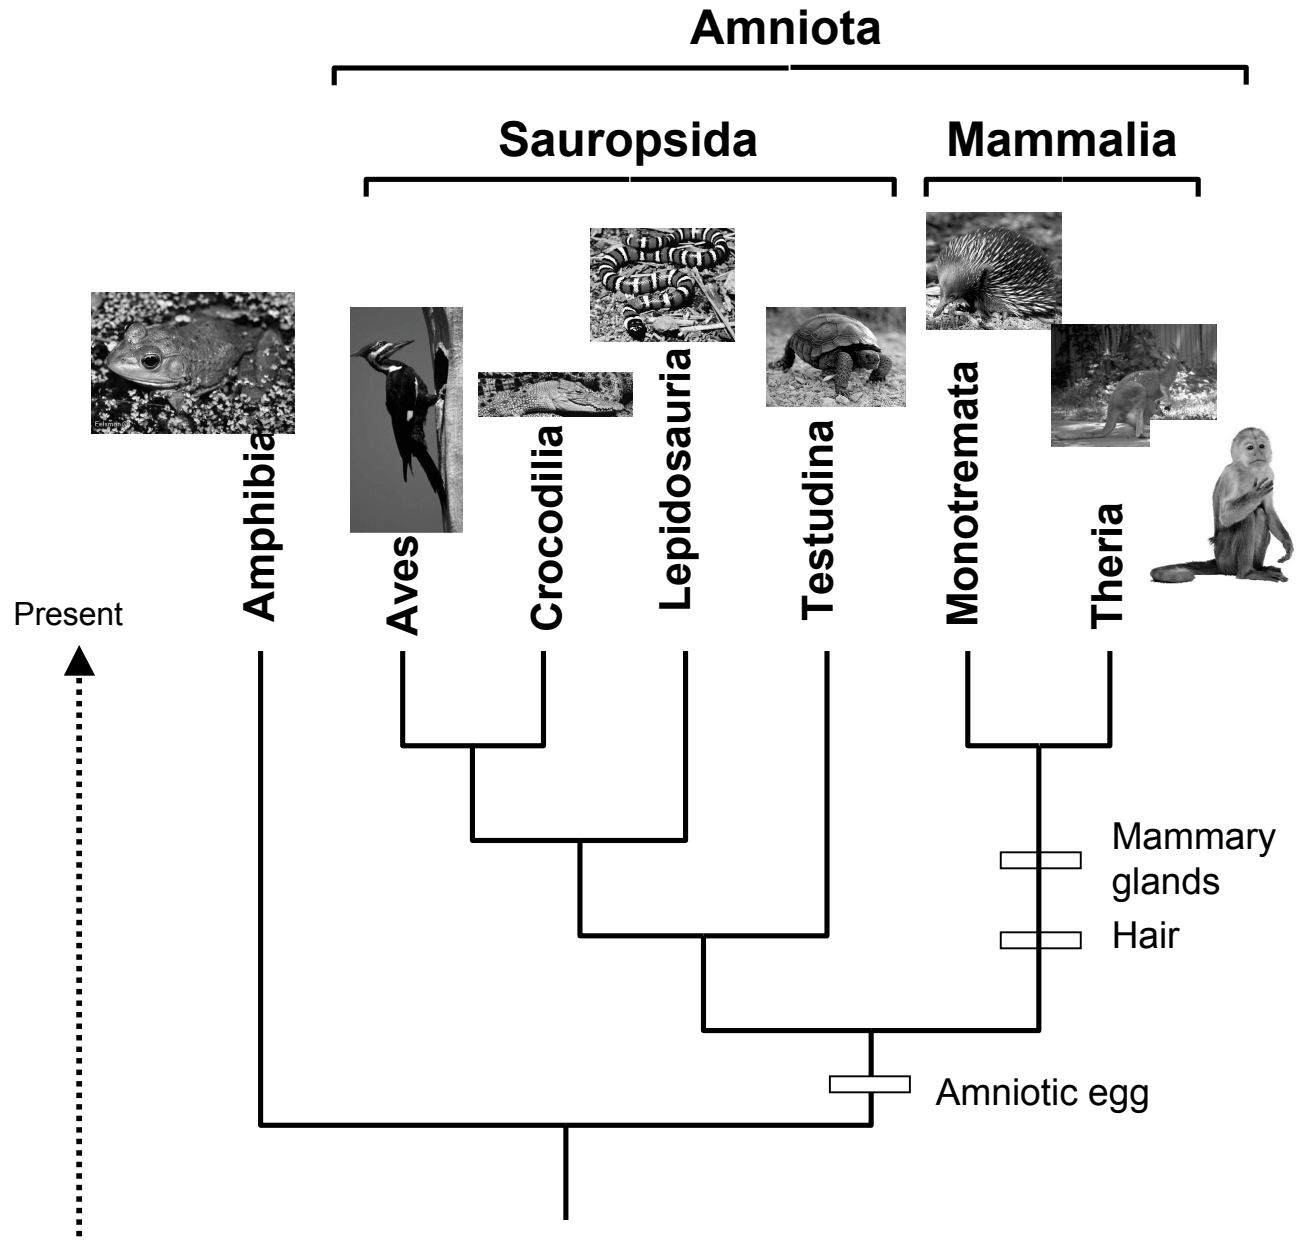 Amniota
Sauropsida
Mammalia
Amphibia
Aves
Crocodilia
Lepidosauria
Testudina
Monotremata
Theria
Present
Mammary
glands
Hair
Amniotic egg